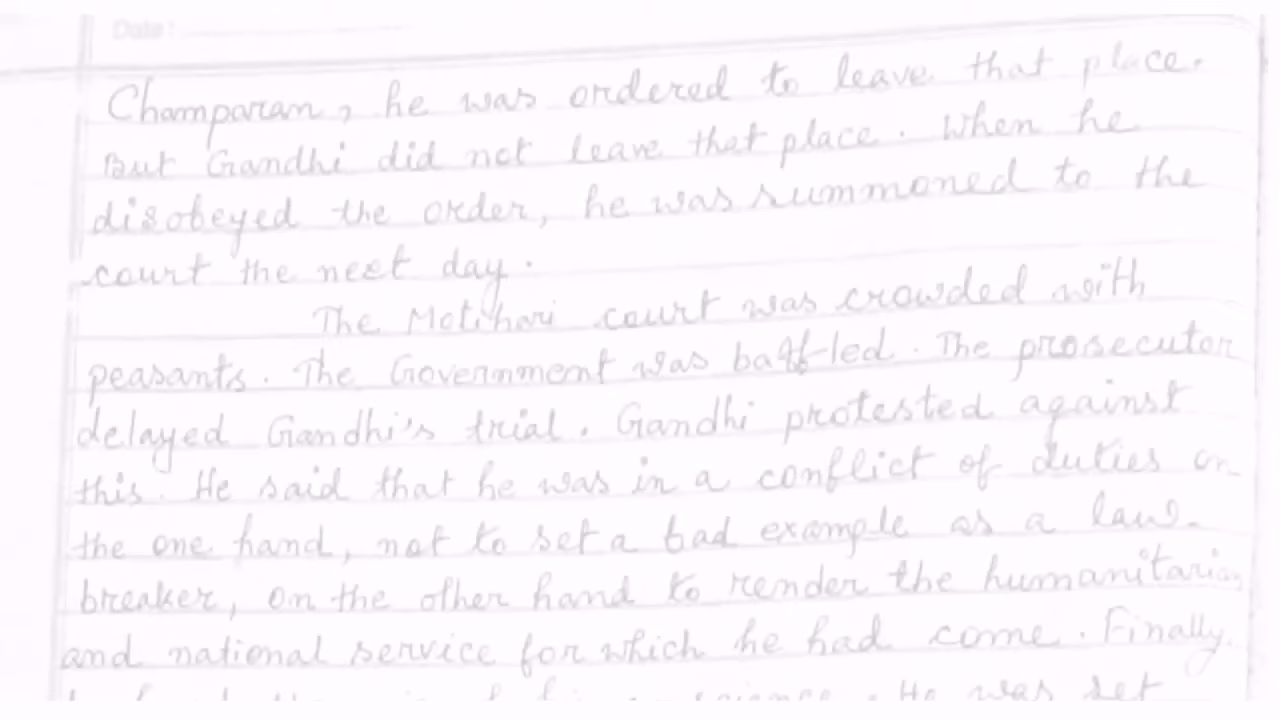 Date :
Champaran, he was ordered to leave that place.
But Gandhi did not leave that place. When he
disobeyed the order, he was summoned to the
court the next day.
The Motihari court was crowded with
peasants. The Government was baffled. The prosecutor
delayed Gandhi's trial. Gandhi protested against
this. He said that he was in a conflict of duties on
the one hand, not to set a bad example as a law-
breaker, on the other hand to render the humanitarian
and national service for which he had come. Finally
He was set